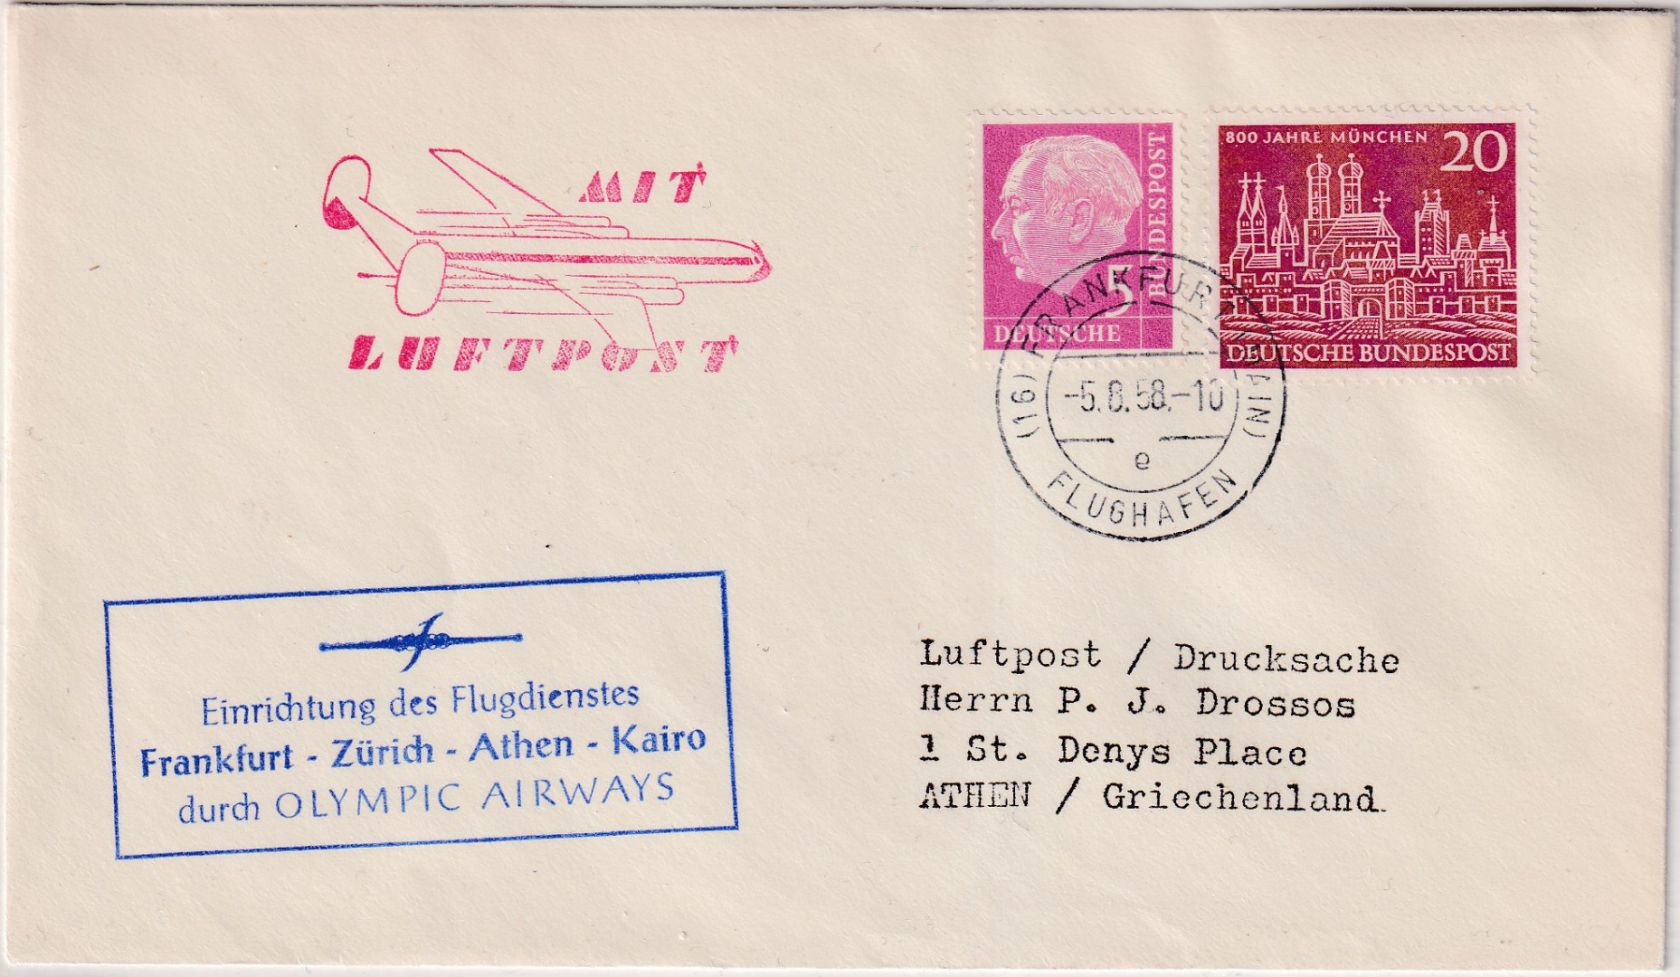 MIT
LUFTPOST
5
DEUTSCHE
BUNDESPOST
800 JAHRE MÜNCHEN 20
DEUTSCHE BUNDESPOST
(16) FRANKFURT (MAIN)
-5.8.58.-10
e
FLUGHAFEN
Einrichtung des Flugdienstes
Frankfurt - Zürich - Athen - Kairo
durch OLYMPIC AIRWAYS
Luftpost / Drucksache
Herrn P. J. Drossos
1 St. Denys Place
ATHEN / Griechenland.